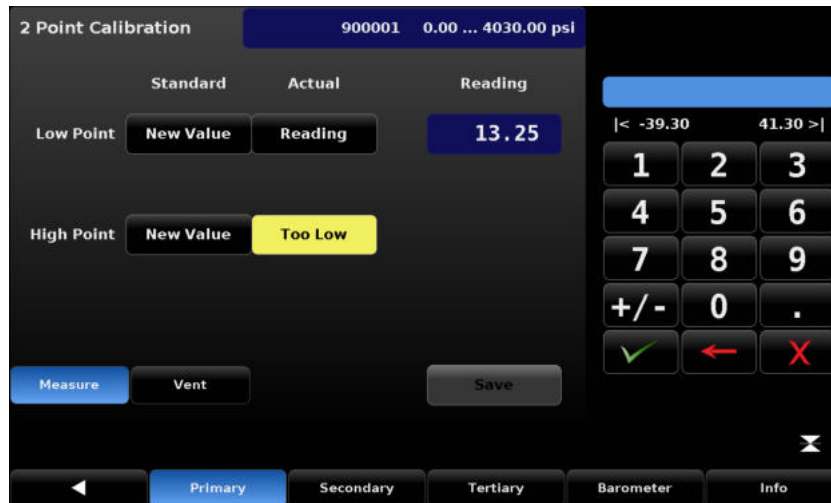 2 Point Calibration 900001 0.00 ... 4030.00 psi
Standard Actual Reading
Low Point New Value Reading 13.25
High Point New Value Too Low
Measure Vent Save
|< -39.30 41.30 >|
1 2 3
4 5 6
7 8 9
+/- 0 .
Primary Secondary Tertiary Barometer Info